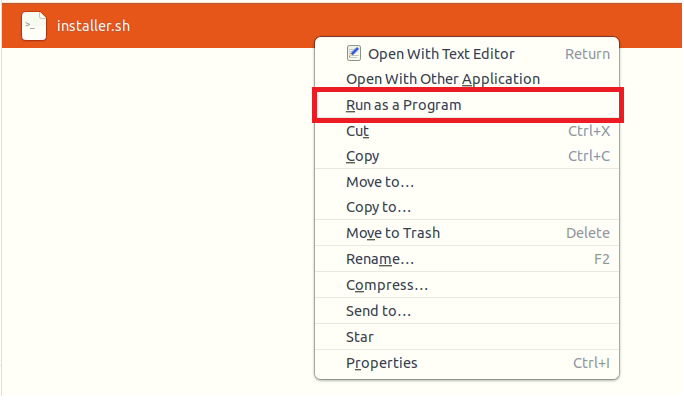 installer.sh
Open With Text Editor Return
Open With Other Application
Run as a Program
Cut Ctrl+X
Copy Ctrl+C
Move to…
Copy to…
Move to Trash Delete
Rename… F2
Compress…
Send to…
Star
Properties Ctrl+I